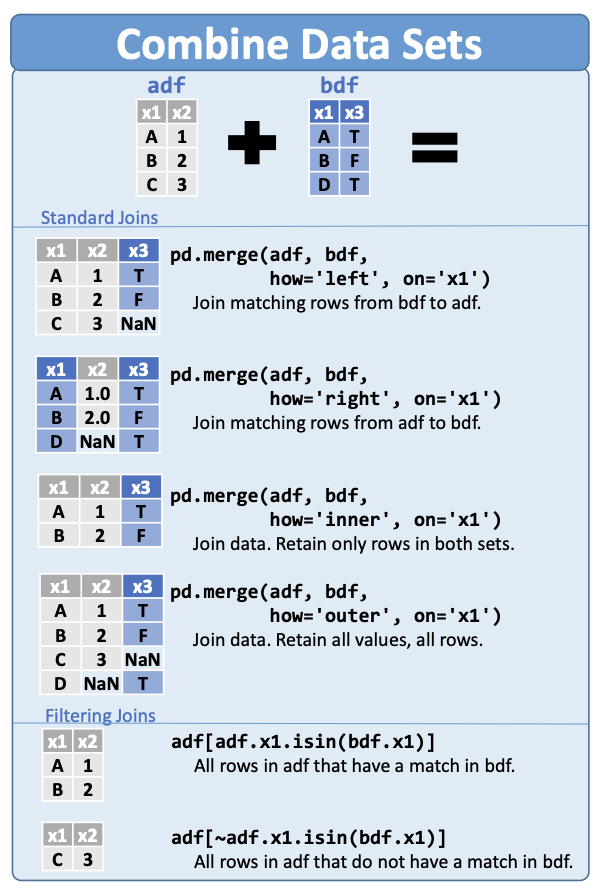 Combine Data Sets
adf bdf
x1 x2 x1 x3
A 1 A T
B 2 B F
C 3 D T
Standard Joins
x1 x2 x3
A 1 T
B 2 F
C 3 NaN
pd.merge(adf, bdf,
how='left', on='x1')
Join matching rows from bdf to adf.
x1 x2 x3
A 1.0 T
B 2.0 F
D NaN T
pd.merge(adf, bdf,
how='right', on='x1')
Join matching rows from adf to bdf.
x1 x2 x3
A 1 T
B 2 F
pd.merge(adf, bdf,
how='inner', on='x1')
Join data. Retain only rows in both sets.
x1 x2 x3
A 1 T
B 2 F
C 3 NaN
D NaN T
pd.merge(adf, bdf,
how='outer', on='x1')
Join data. Retain all values, all rows.
Filtering Joins
x1 x2
A 1
B 2
adf[adf.x1.isin(bdf.x1)]
All rows in adf that have a match in bdf.
x1 x2
C 3
adf[~adf.x1.isin(bdf.x1)]
All rows in adf that do not have a match in bdf.